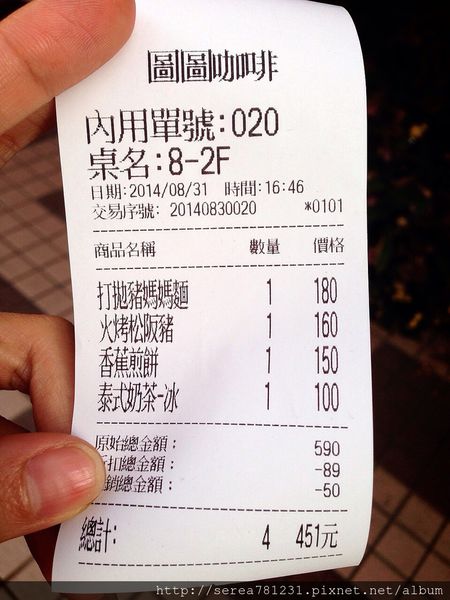 圖圖咖啡
內用單號:020
桌名:8-2F
日期:2014/08/31 時間:16:46
交易序號: 20140830020 *0101
商品名稱 數量 價格
打拋豬媽媽麵 1 180
火烤松阪豬 1 160
香蕉煎餅 1 150
泰式奶茶-冰 1 100
原始總金額: 590
扣總金額: -89
銷總金額: -50
總計: 4 451元
http://serea781231.pixnet.net/album